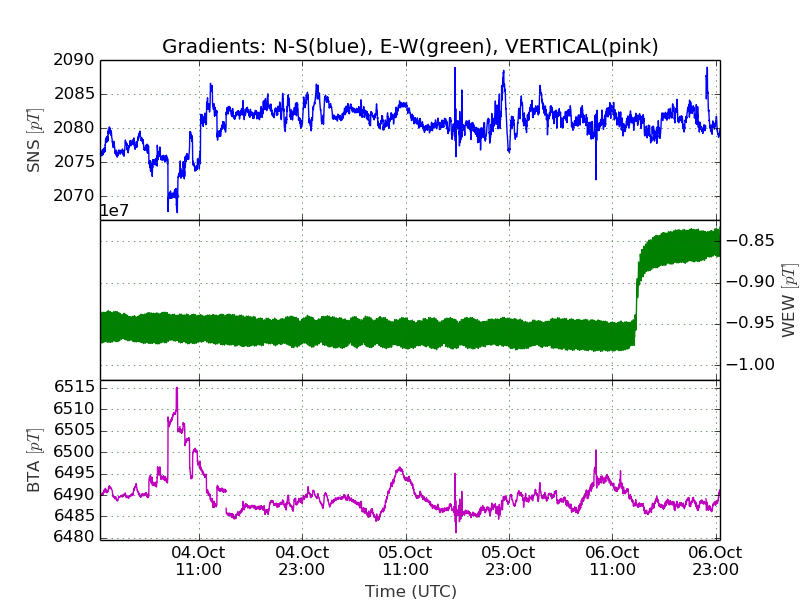 Gradients: N-S(blue), E-W(green), VERTICAL(pink)
2090
2085
2080
2075
2070
SNS [pT]
1e7
−0.85
−0.90
−0.95
−1.00
WEW [pT]
6515
6510
6505
6500
6495
6490
6485
6480
BTA [pT]
04.Oct
11:00
04.Oct
23:00
05.Oct
11:00
05.Oct
23:00
06.Oct
11:00
06.Oct
23:00
Time (UTC)